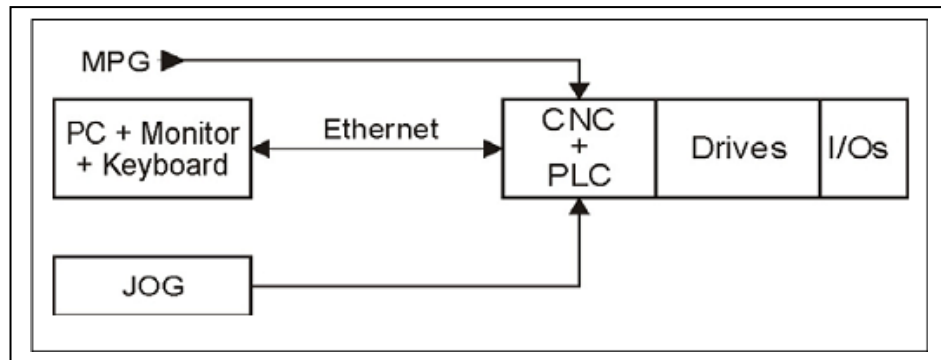 MPG
PC + Monitor
+ Keyboard
Ethernet
CNC
+
PLC
Drives
I/Os
JOG